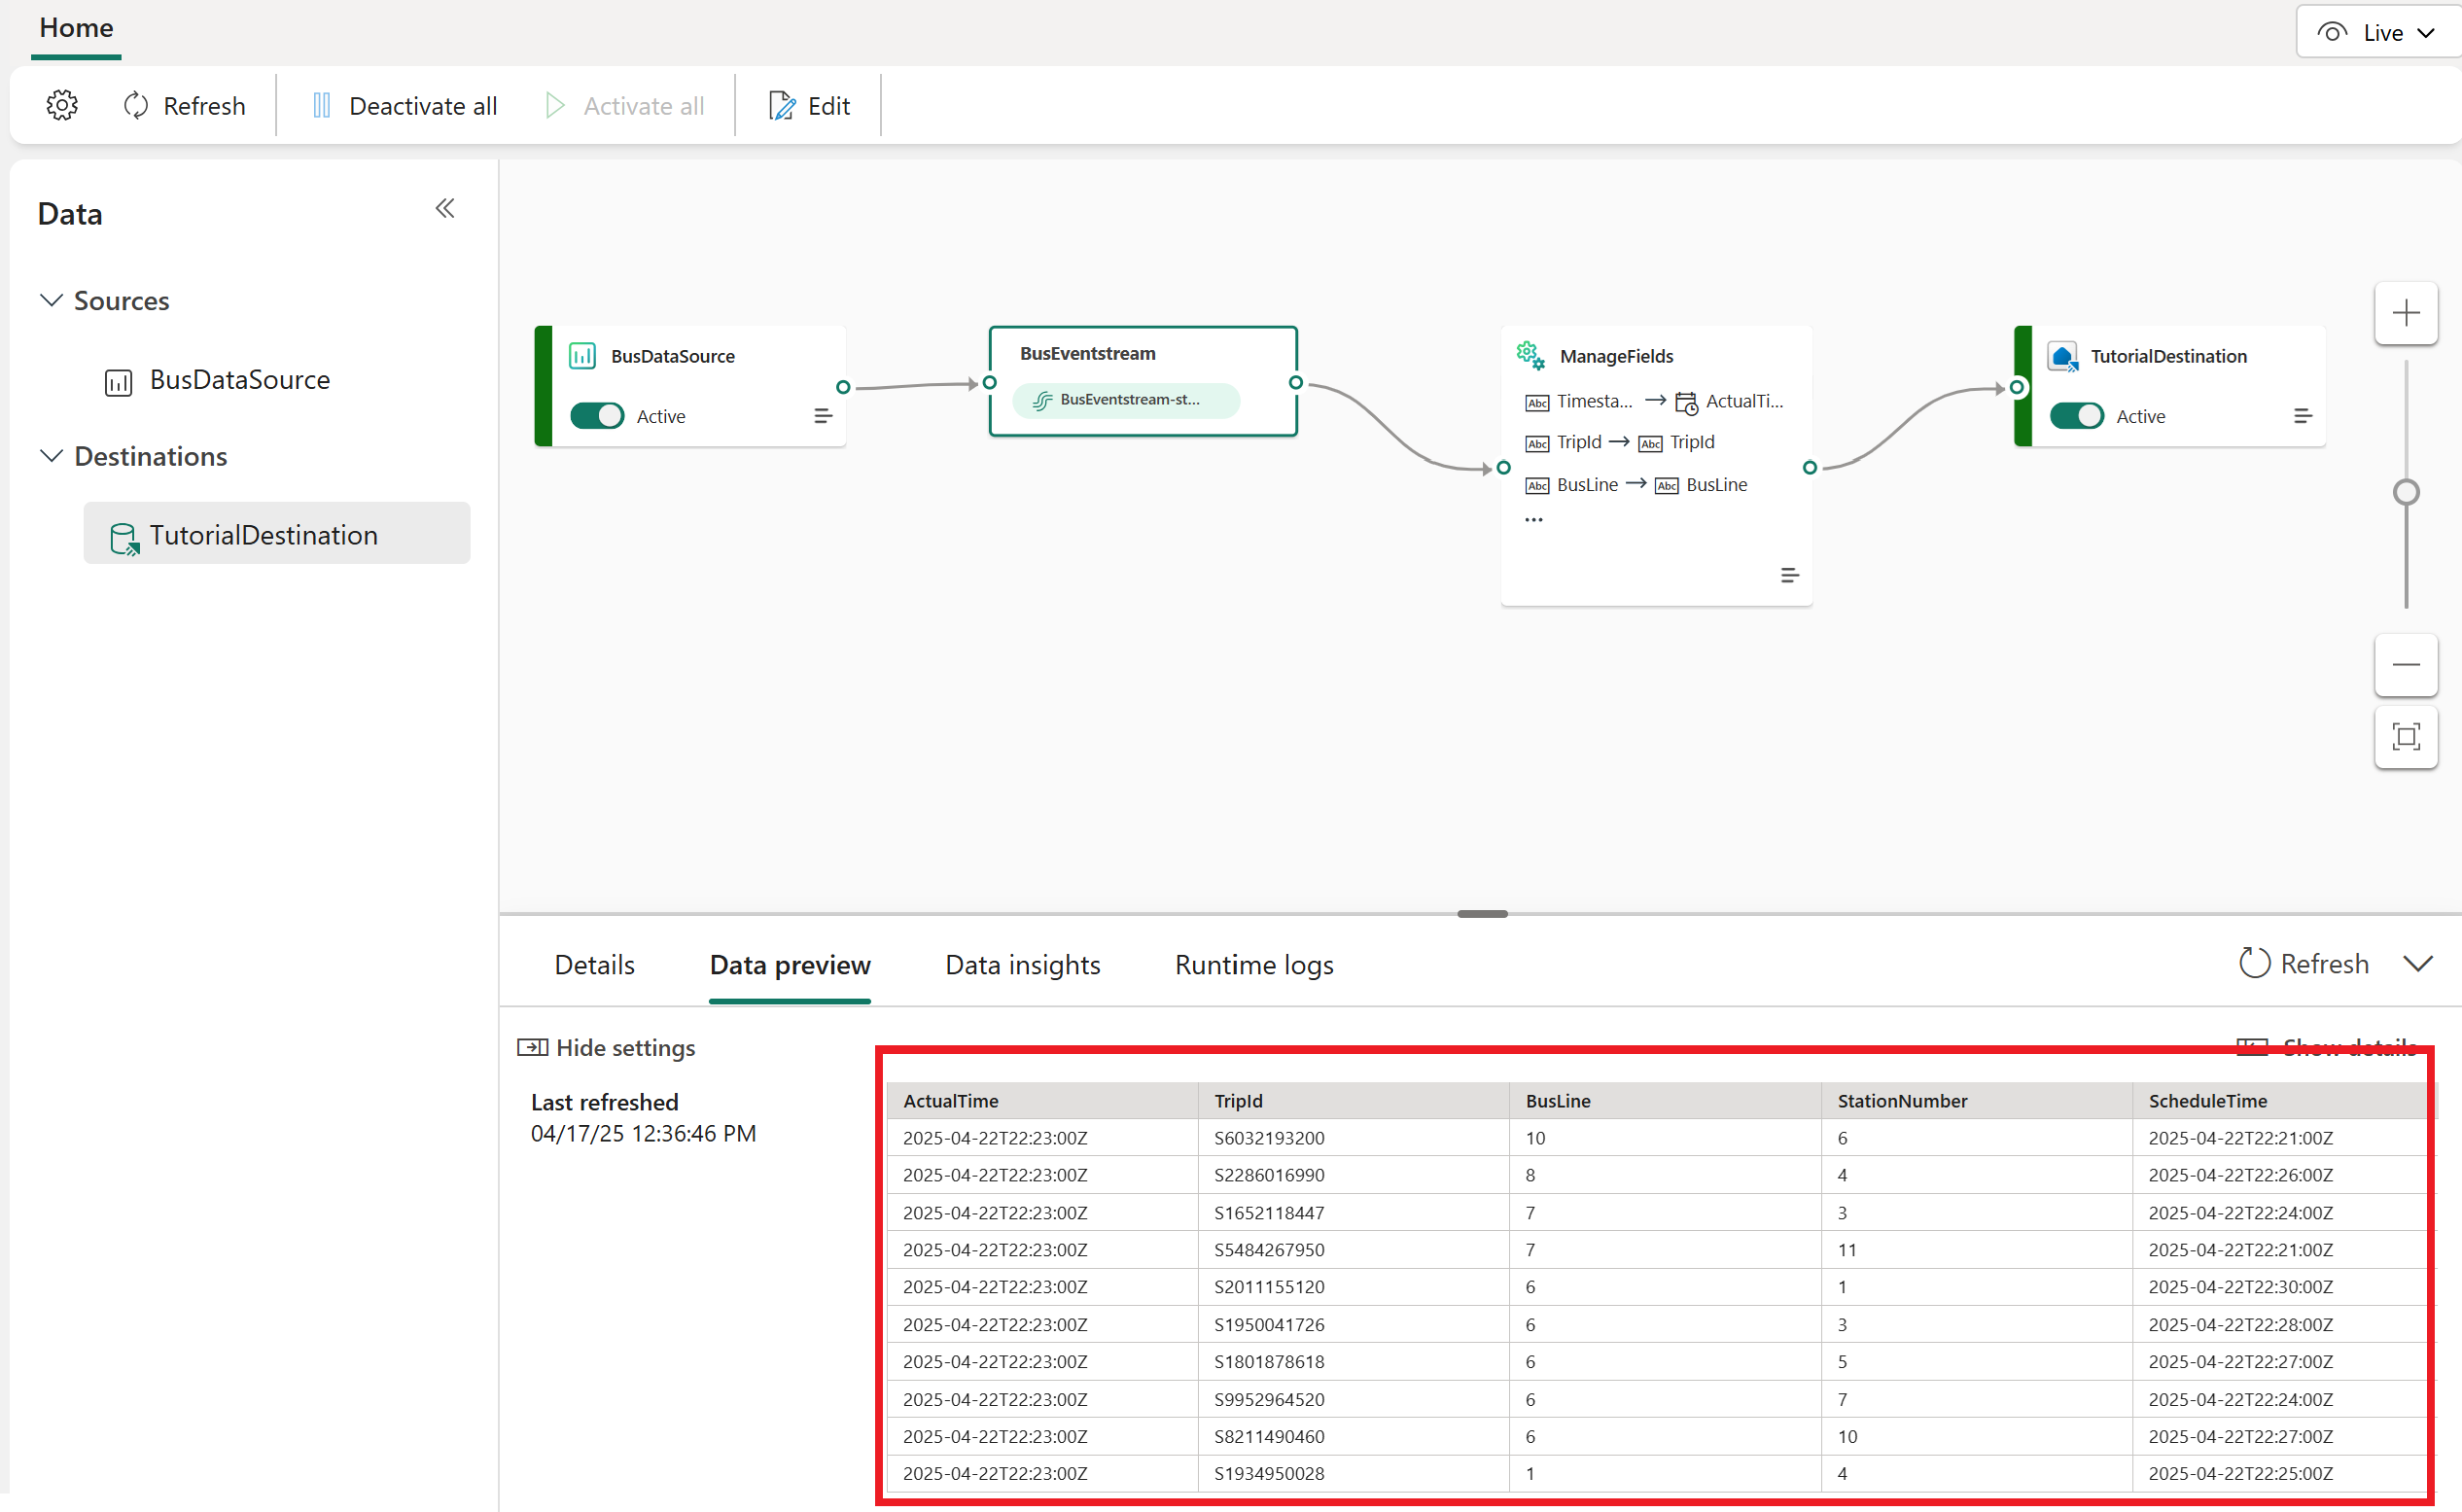 Home
Live
Refresh
Deactivate all
Activate all
Edit
Data
Sources
BusDataSource
Destinations
TutorialDestination
BusDataSource
Active
BusEventstream
BusEventstream-st...
ManageFields
Abc Timesta... → ActualTi...
Abc TripId → Abc TripId
Abc BusLine → Abc BusLine
...
TutorialDestination
Active
Details
Data preview
Data insights
Runtime logs
Refresh
Hide settings
Show details
Last refreshed
04/17/25 12:36:46 PM
ActualTime TripId BusLine StationNumber ScheduleTime
2025-04-22T22:23:00Z S6032193200 10 6 2025-04-22T22:21:00Z
2025-04-22T22:23:00Z S2286016990 8 4 2025-04-22T22:26:00Z
2025-04-22T22:23:00Z S1652118447 7 3 2025-04-22T22:24:00Z
2025-04-22T22:23:00Z S5484267950 7 11 2025-04-22T22:21:00Z
2025-04-22T22:23:00Z S2011155120 6 1 2025-04-22T22:30:00Z
2025-04-22T22:23:00Z S1950041726 6 3 2025-04-22T22:28:00Z
2025-04-22T22:23:00Z S1801878618 6 5 2025-04-22T22:27:00Z
2025-04-22T22:23:00Z S9952964520 6 7 2025-04-22T22:24:00Z
2025-04-22T22:23:00Z S8211490460 6 10 2025-04-22T22:27:00Z
2025-04-22T22:23:00Z S1934950028 1 4 2025-04-22T22:25:00Z